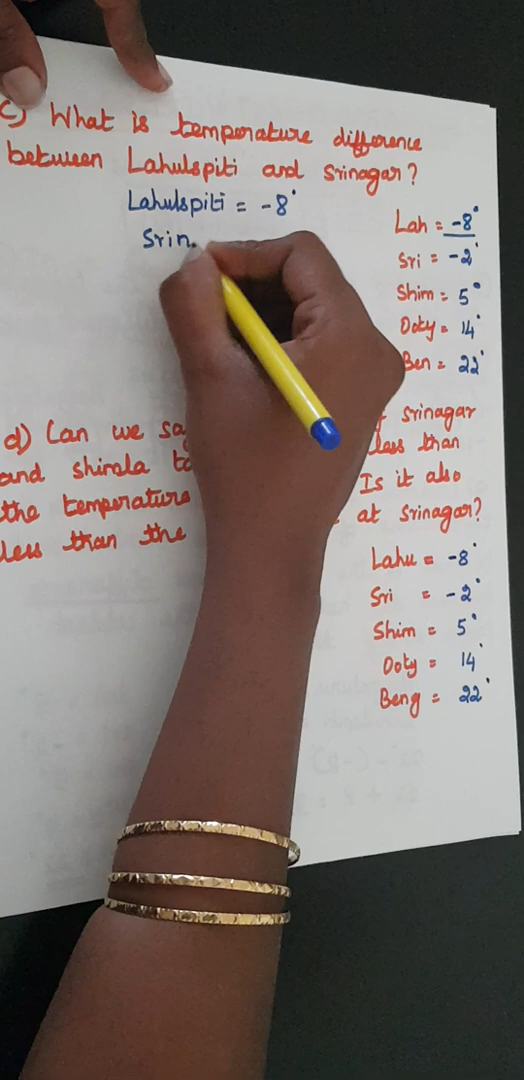 c) What is temperature difference
between Lahulspiti and Srinagar?
Lahulspiti = -8°
Srin
Lah = -8°
Sri = -2°
Shim = 5°
Ooty = 14°
Ben = 22°
d) Can we say srinagar
and shimla less than
the temperature Is it also
less than the at Srinagar?
Lahu = -8°
Sri = -2°
Shim = 5°
Ooty = 14°
Beng = 22°